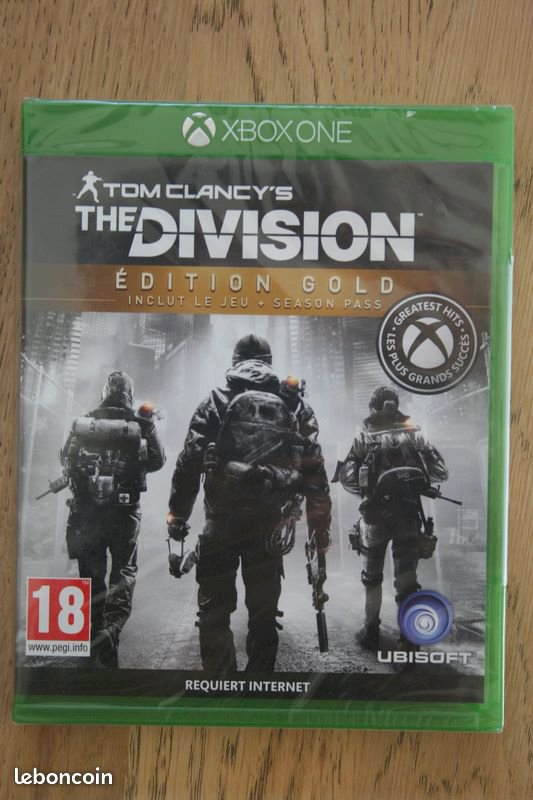 XBOX ONE
TOM CLANCY'S
THE DIVISION™
ÉDITION GOLD
INCLUT LE JEU + SEASON PASS
GREATEST HITS
LES PLUS GRANDS SUCCÈS
18
www.pegi.info
UBISOFT
REQUIERT INTERNET
leboncoin